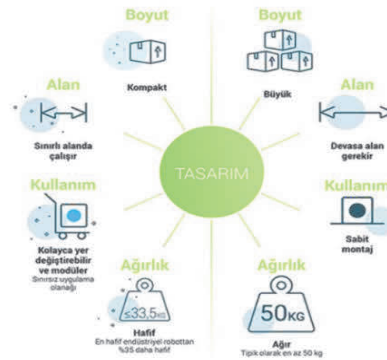 Boyut
Kompakt
Alan
Sınırlı alanda
çalışır
Kullanım
Kolayca yer
değiştirebilir
ve modüler
Sınırsız uygulama
olanağı
Ağırlık
≤33,5KG
Hafif
En hafif endüstriyel robottan
%35 daha hafif
TASARIM
Boyut
Büyük
Alan
Devasa alan
gerekir
Kullanım
Sabit
montaj
Ağırlık
50KG
Ağır
Tipik olarak en az 50 kg